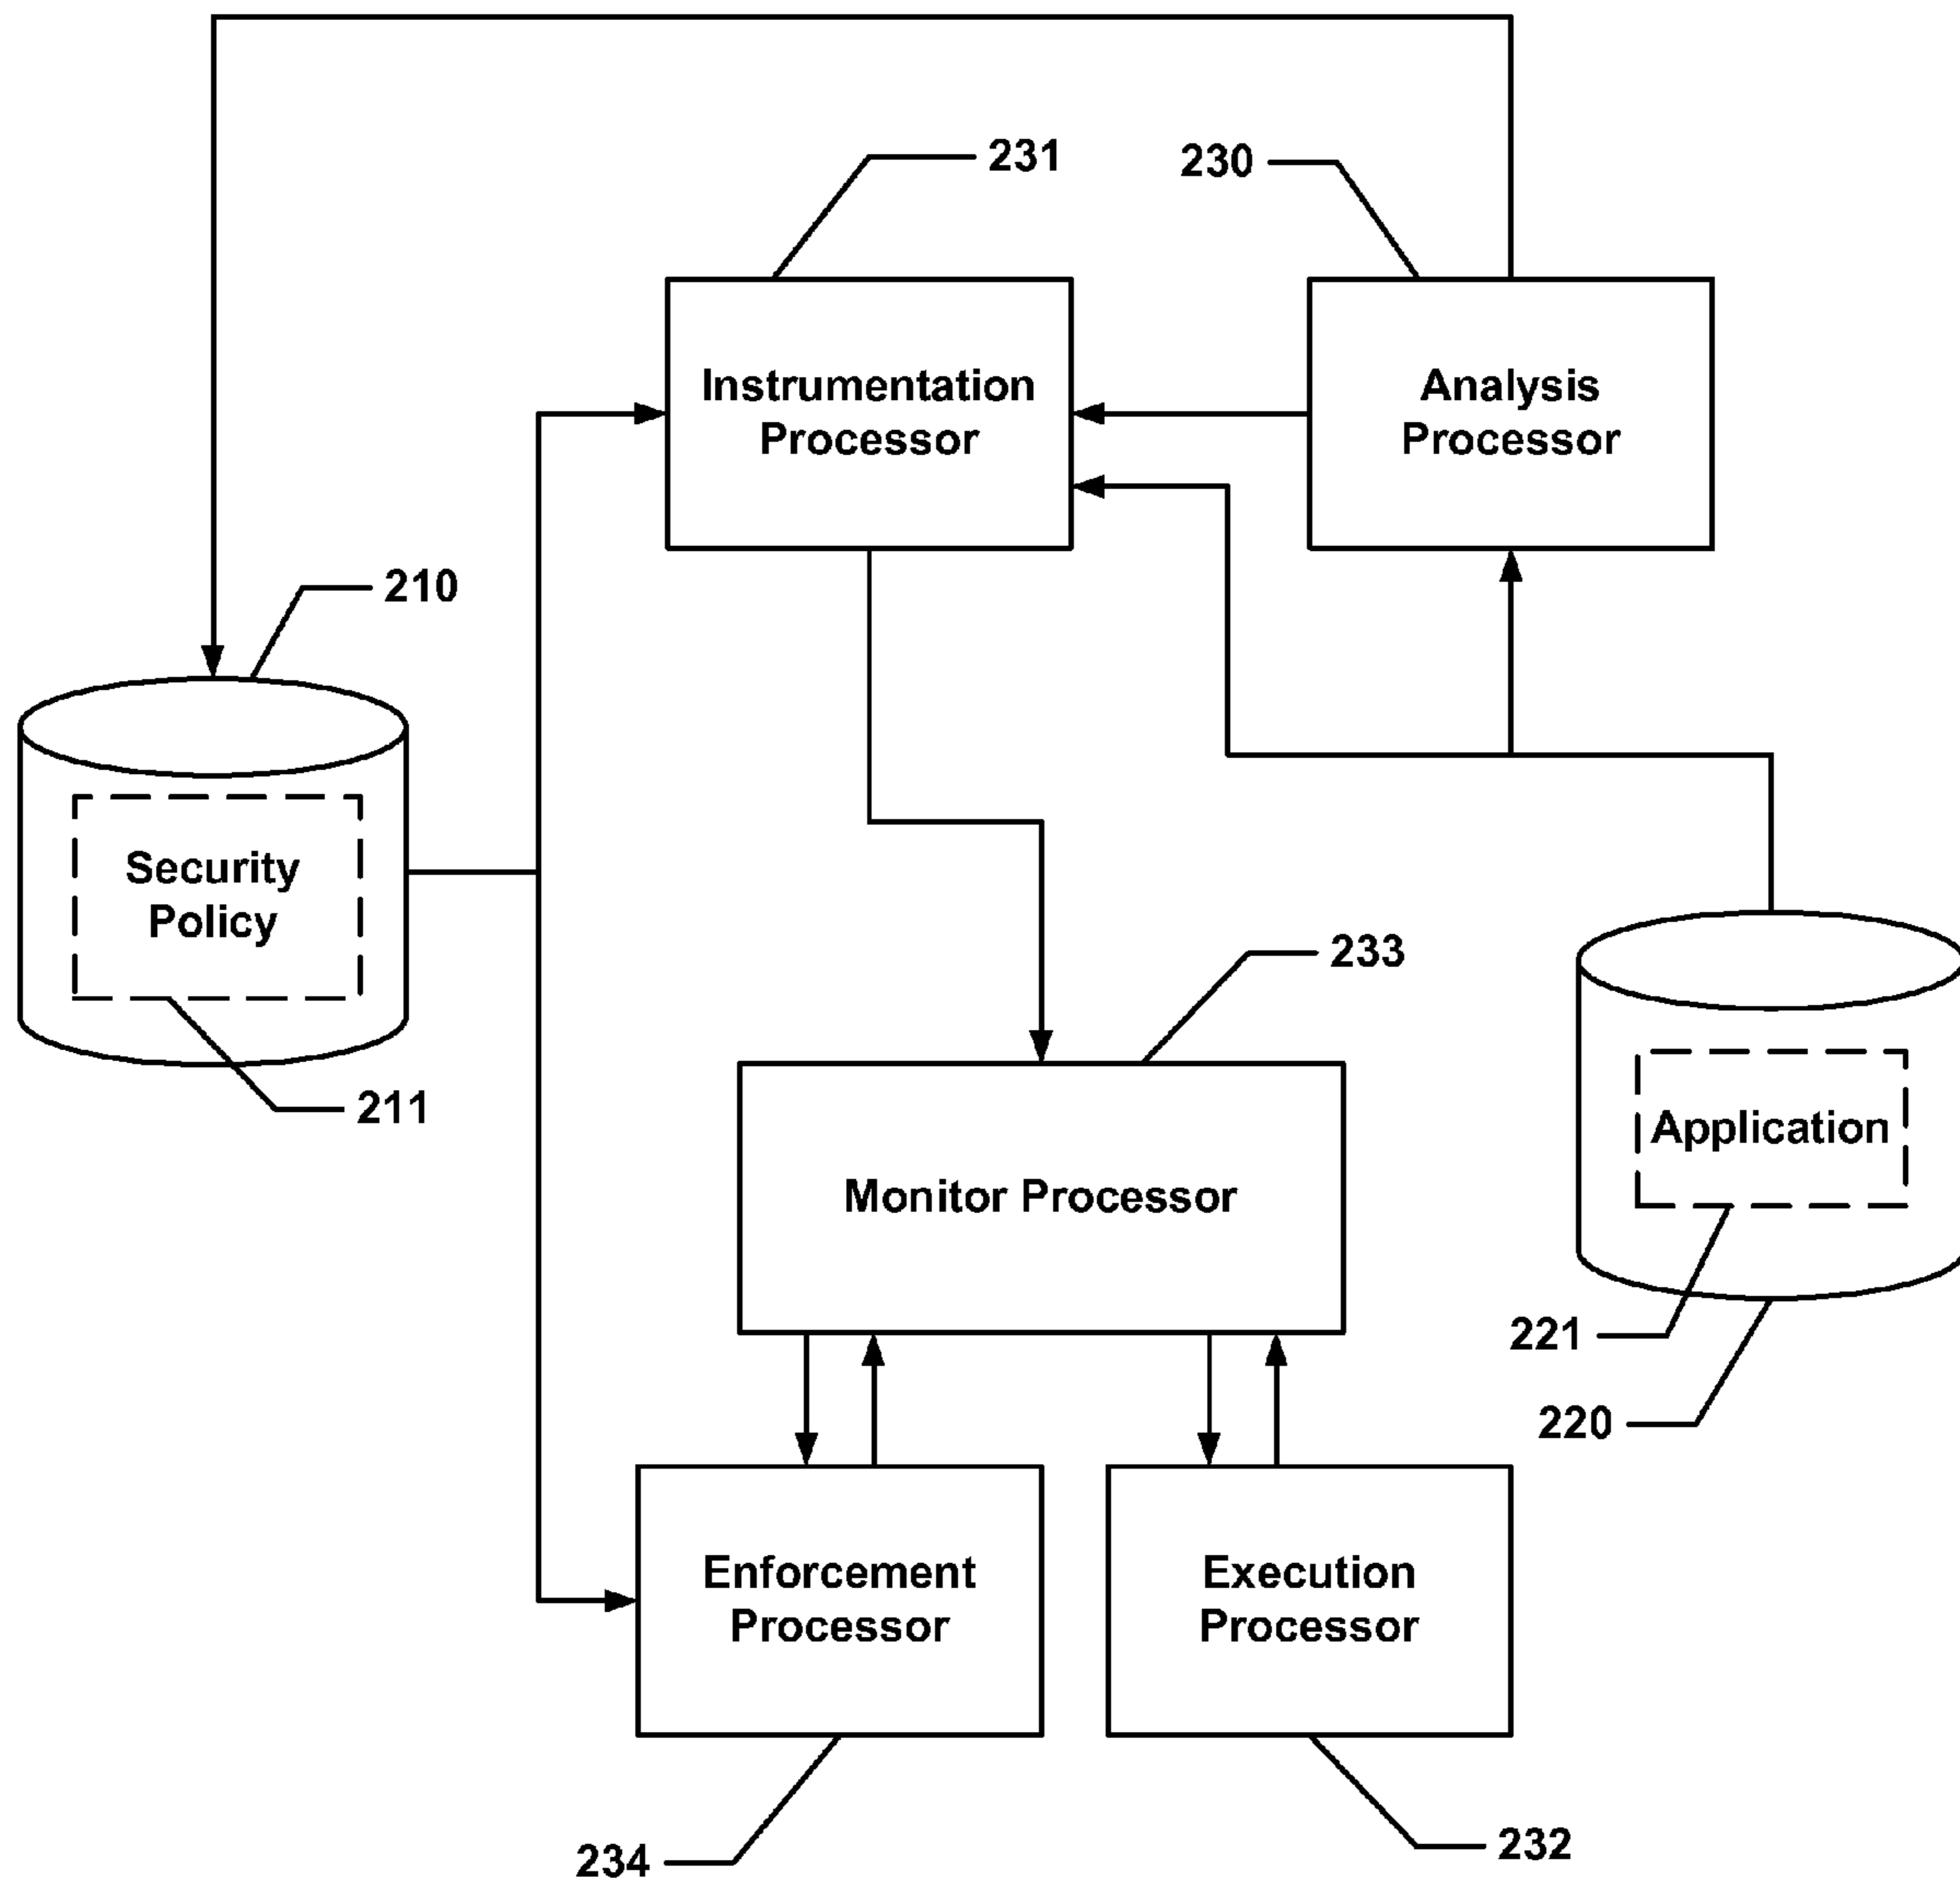 231
230
Instrumentation
Processor
Analysis
Processor
210
Security
Policy
211
233
Monitor Processor
Application
221
220
Enforcement
Processor
Execution
Processor
234
232